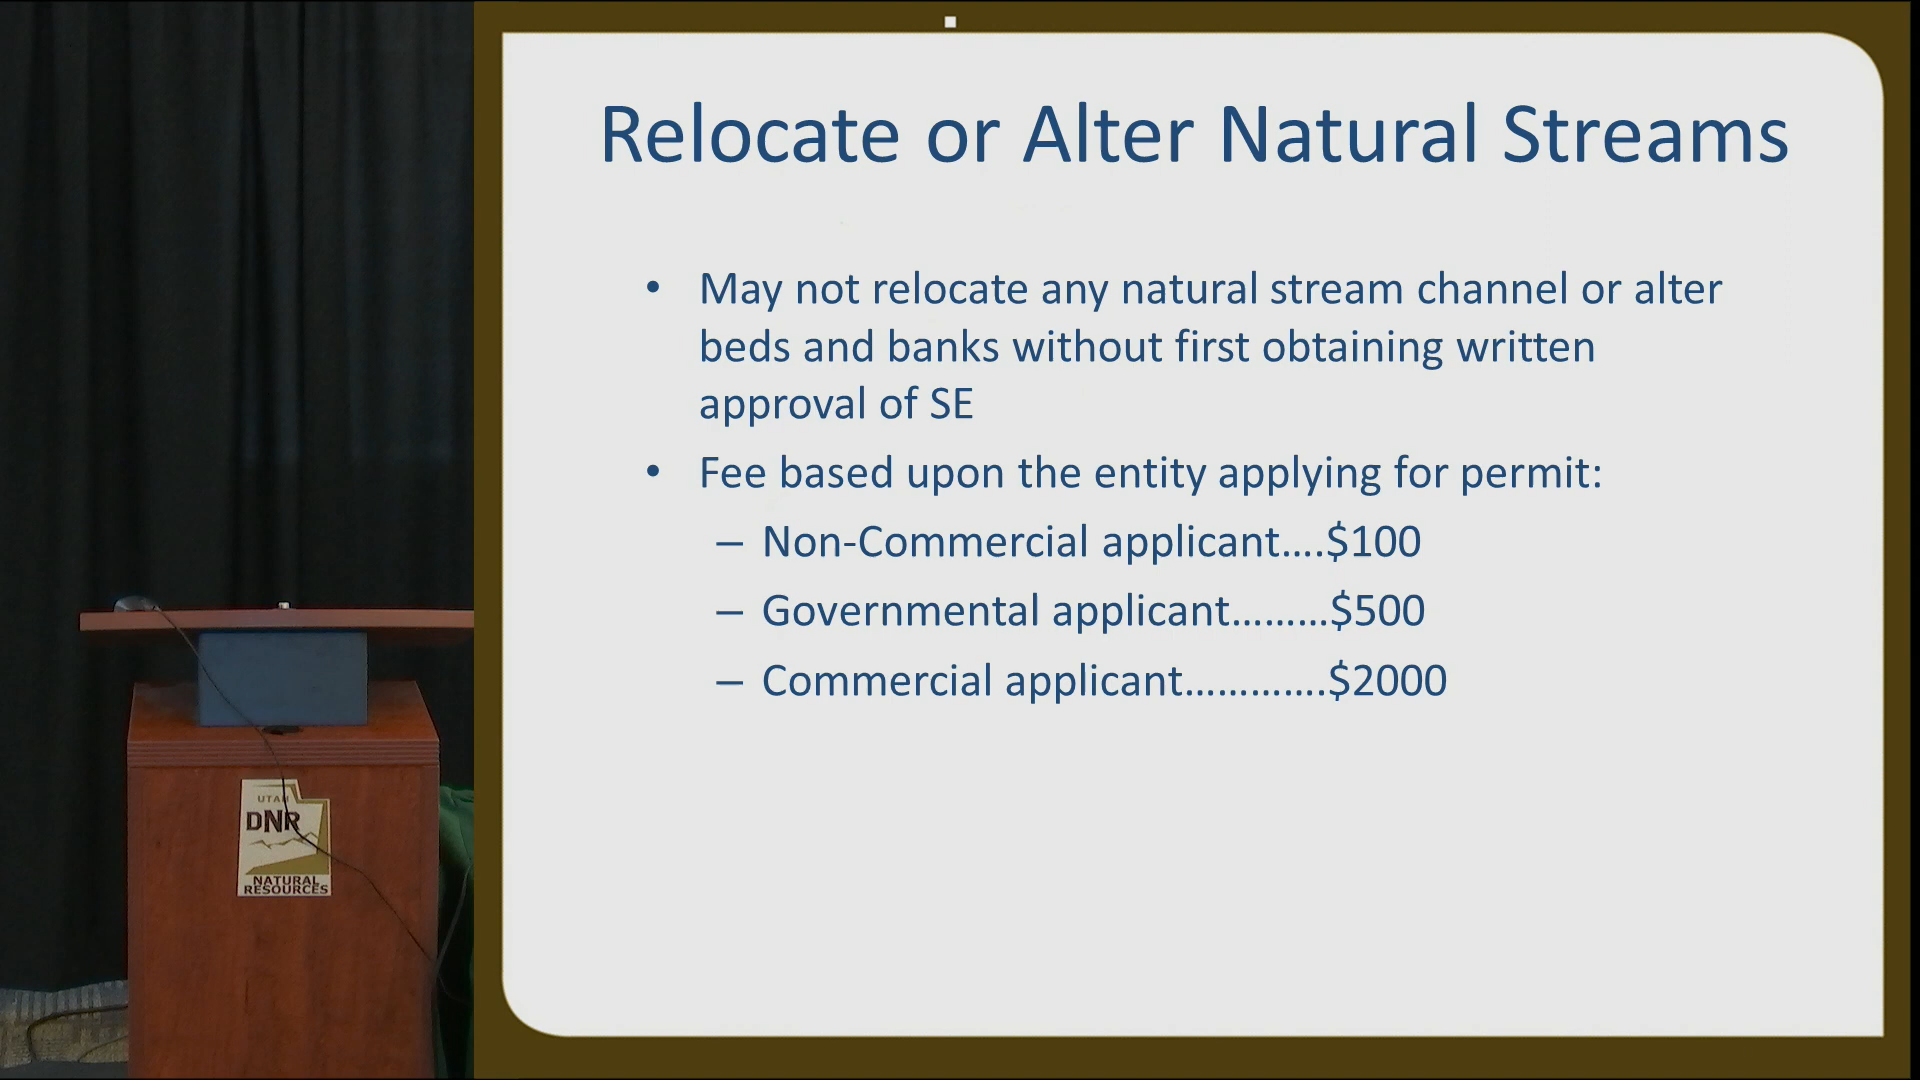 Relocate or Alter Natural Streams
• May not relocate any natural stream channel or alter
beds and banks without first obtaining written
approval of SE
• Fee based upon the entity applying for permit:
– Non-Commercial applicant….$100
– Governmental applicant………$500
– Commercial applicant………….$2000
UTAH
DNR
NATURAL
RESOURCES